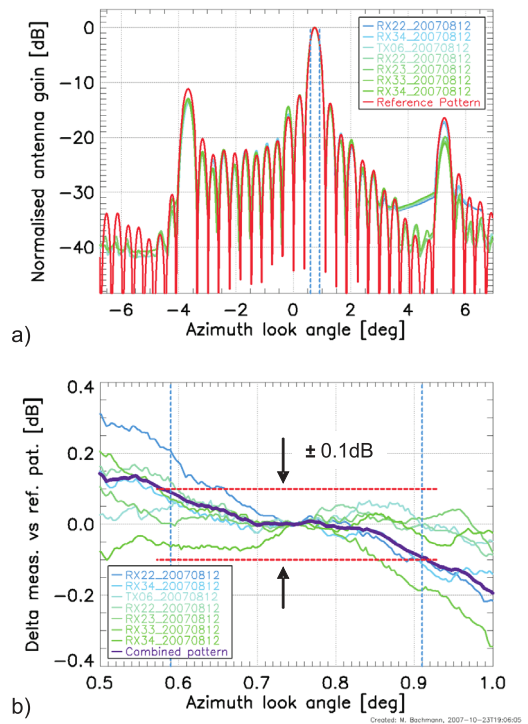 RX22_20070812
RX34_20070812
TX06_20070812
RX22_20070812
RX23_20070812
RX33_20070812
RX34_20070812
Reference Pattern
Normalised antenna gain [dB]
0
-10
-20
-30
-40
-6 -4 -2 0 2 4 6
Azimuth look angle [deg]
a)
Delta meas. vs ref. pat. [dB]
0.4
0.2
0.0
-0.2
-0.4
± 0.1dB
RX22_20070812
RX34_20070812
TX06_20070812
RX22_20070812
RX23_20070812
RX33_20070812
RX34_20070812
Combined pattern
0.5 0.6 0.7 0.8 0.9 1.0
Azimuth look angle [deg]
b)
Created: M. Bachmann, 2007-10-23T19:06:05